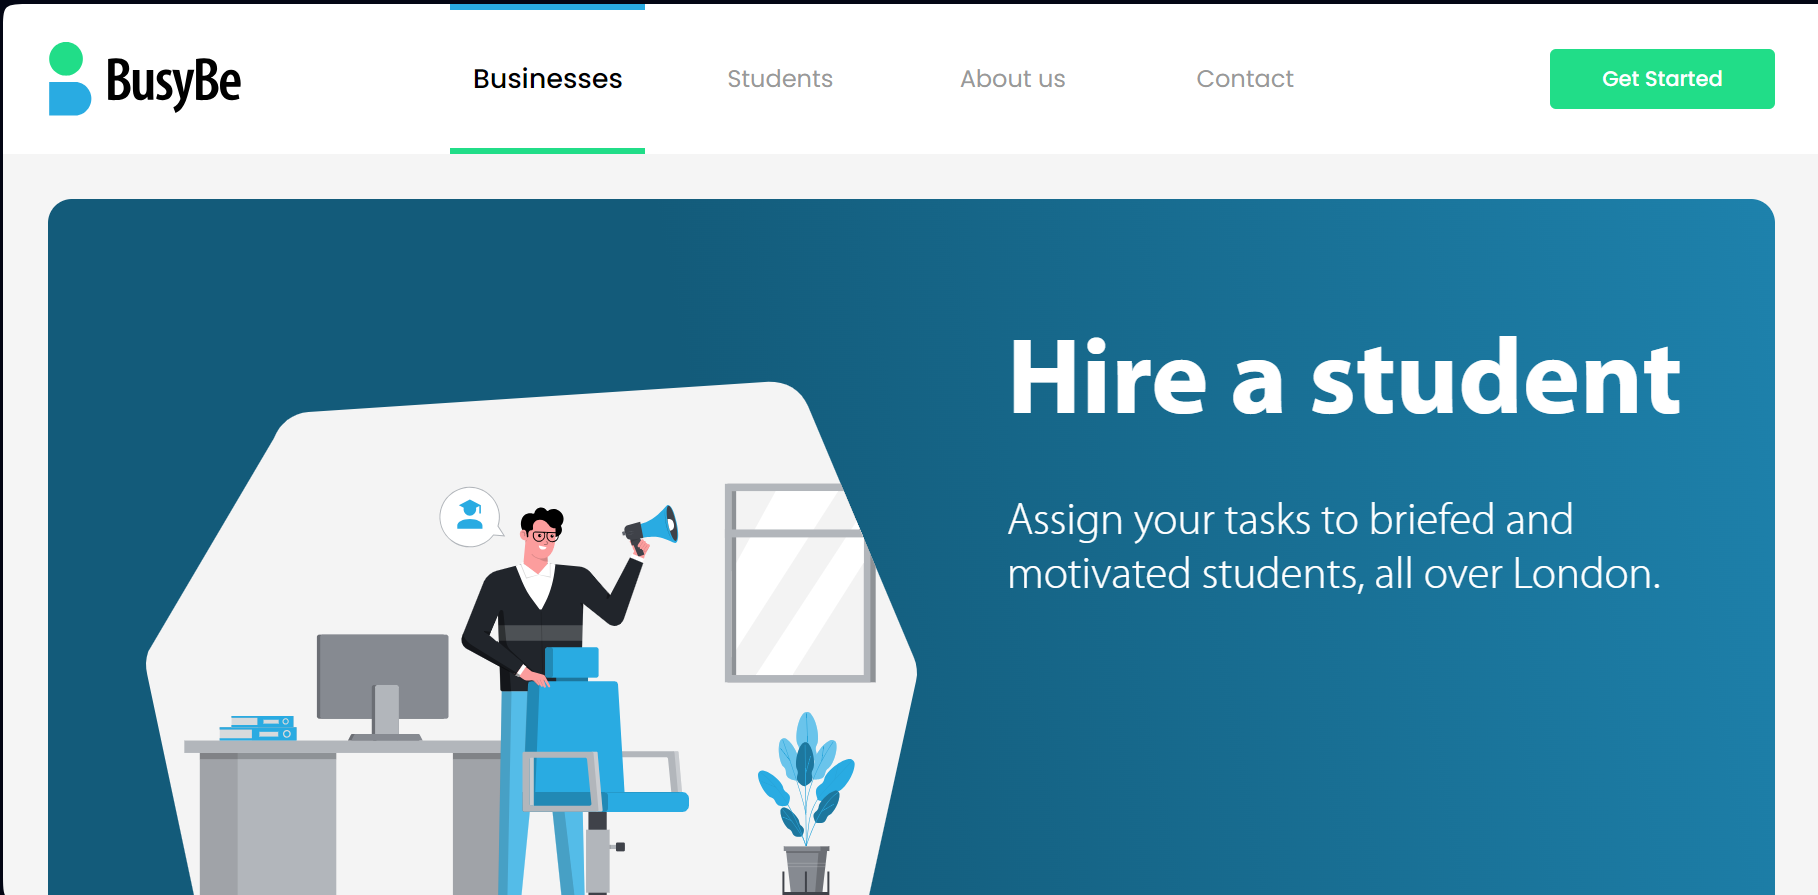 BusyBe
Businesses
Students
About us
Contact
Get Started
Hire a student
Assign your tasks to briefed and
motivated students, all over London.